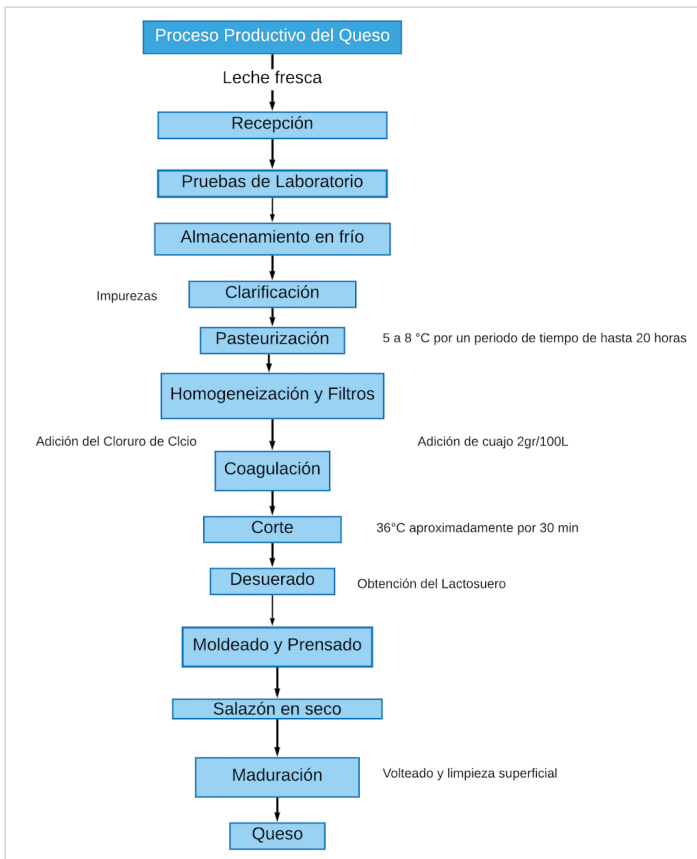 Proceso Productivo del Queso
Leche fresca
Recepción
Pruebas de Laboratorio
Almacenamiento en frío
Clarificación
Impurezas
Pasteurización
5 a 8 °C por un periodo de tiempo de hasta 20 horas
Homogeneización y Filtros
Adición del Cloruro de Clcio
Adición de cuajo 2gr/100L
Coagulación
Corte
36°C aproximadamente por 30 min
Desuerado
Obtención del Lactosuero
Moldeado y Prensado
Salazón en seco
Maduración
Volteado y limpieza superficial
Queso